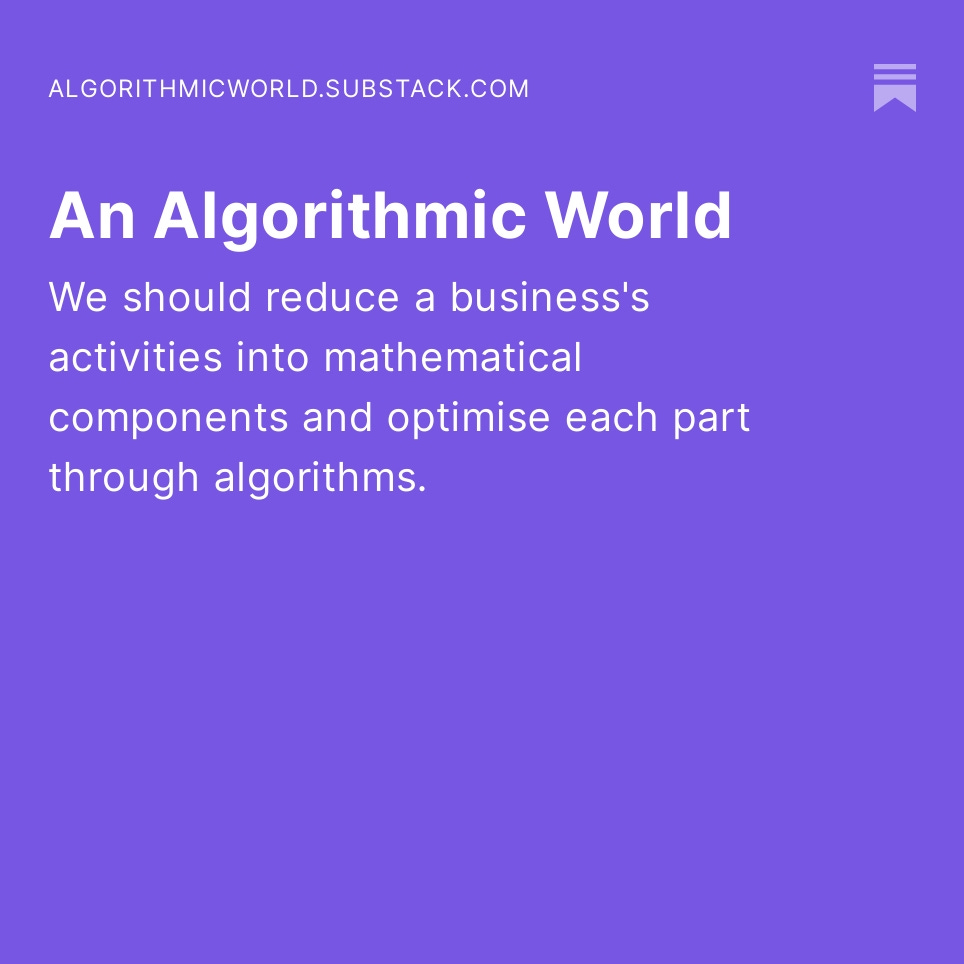 ALGORITHMICWORLD.SUBSTACK.COM
An Algorithmic World
We should reduce a business's
activities into mathematical
components and optimise each part
through algorithms.